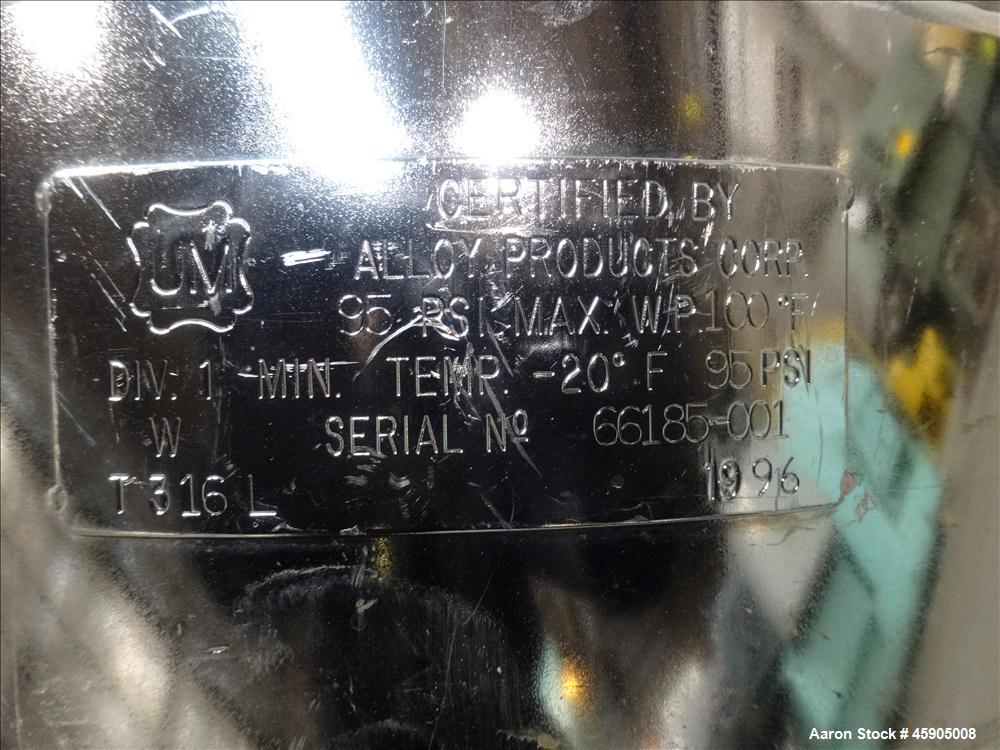 CERTIFIED BY
UM
ALLOY PRODUCTS CORP.
95 PSI MAX. W.P. 100 °F
DIV. 1 MIN. TEMP. -20° F 95 PSI
W SERIAL Nº 66185-001
T316L 1996
Aaron Stock # 45905008